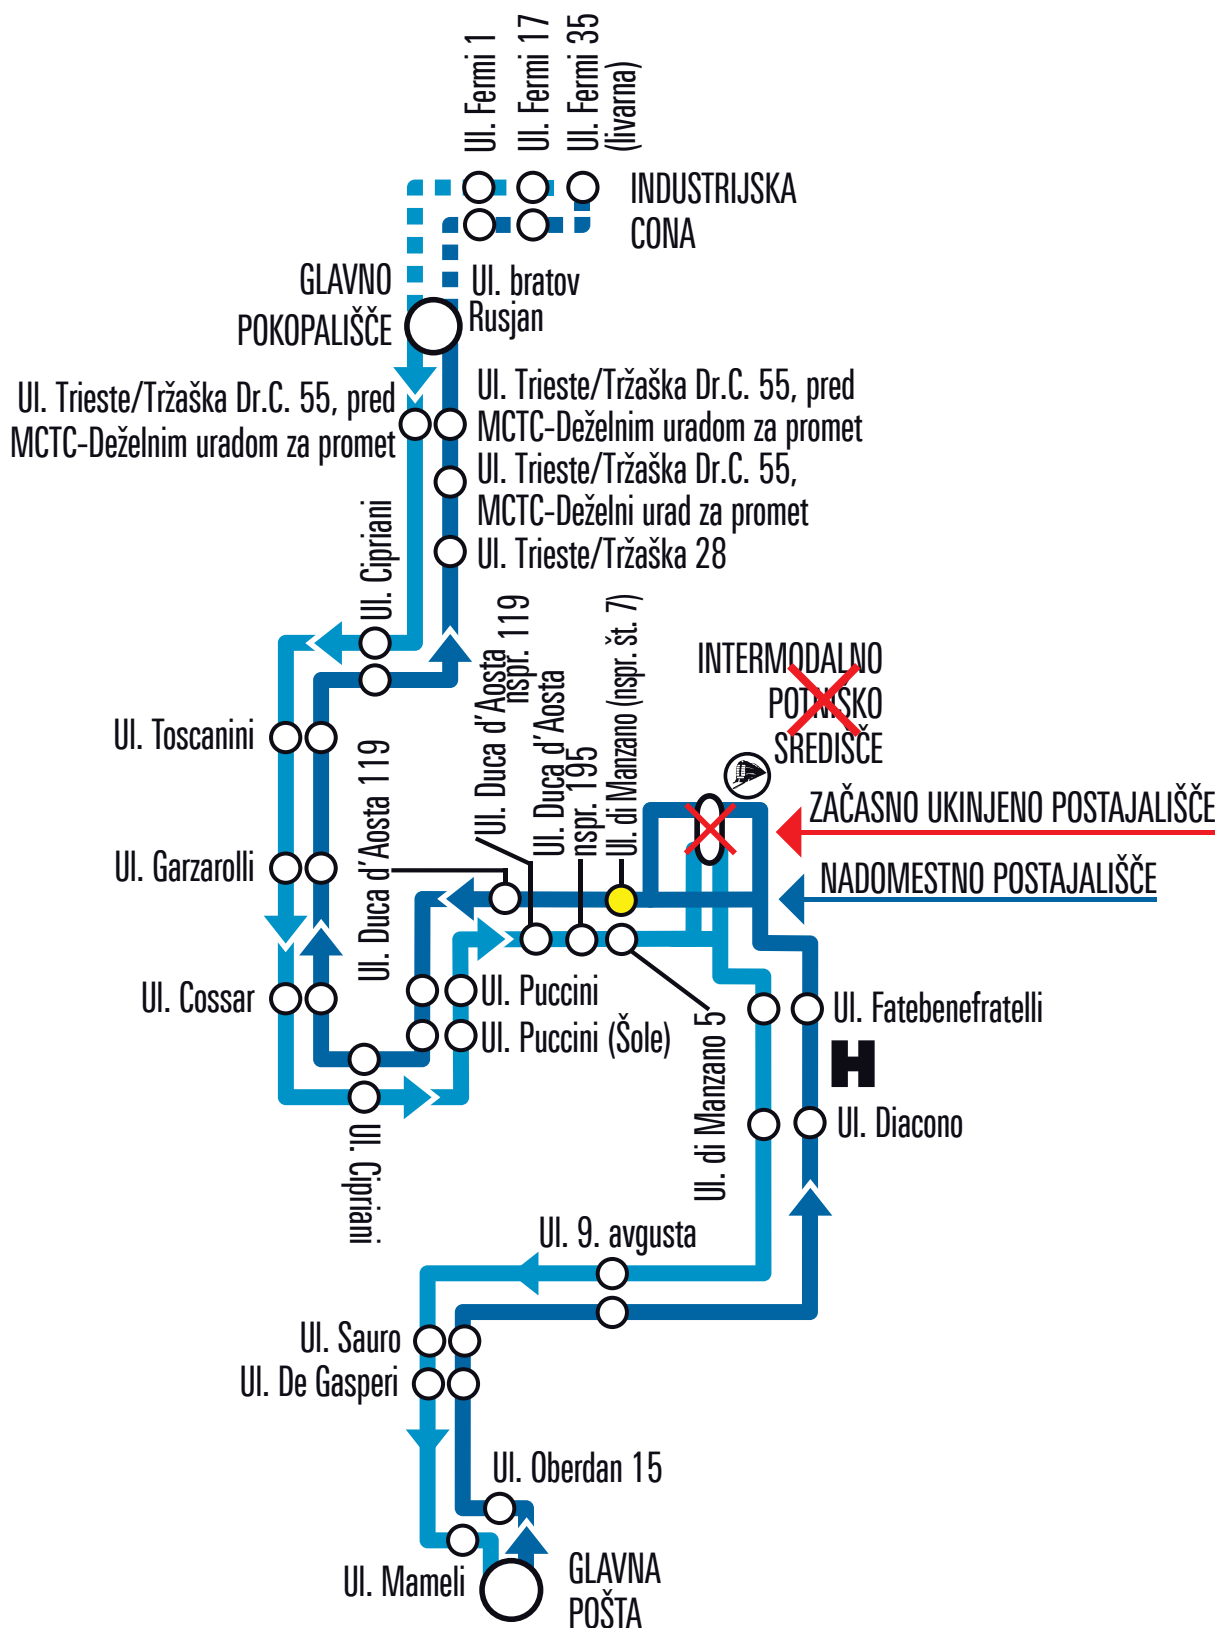 Ul. Fermi 1
Ul. Fermi 17
Ul. Fermi 35
(livarna)
INDUSTRIJSKA
CONA
GLAVNO
POKOPALIŠČE
Ul. bratov
Rusjan
Ul. Trieste/Tržaška Dr.C. 55, pred
MCTC-Deželnim uradom za promet
Ul. Trieste/Tržaška Dr.C. 55, pred
MCTC-Deželnim uradom za promet
Ul. Trieste/Tržaška Dr.C. 55,
MCTC-Deželni urad za promet
Ul. Trieste/Tržaška 28
Ul. Cipriani
Ul. Toscanini
Ul. Garzarolli
Ul. Cossar
Ul. Duca d'Aosta 119
Ul. Duca d'Aosta
nspr. 119
Ul. Duca d'Aosta
nspr. 195
Ul. di Manzano (nspr. št. 7)
INTERMODALNO
POTNIŠKO
SREDIŠČE
ZAČASNO UKINJENO POSTAJALIŠČE
NADOMESTNO POSTAJALIŠČE
Ul. Puccini
Ul. Puccini (Šole)
Ul. di Manzano 5
Ul. Fatebenefratelli
H
Ul. Diacono
Ul. Cipriani
Ul. 9. avgusta
Ul. Sauro
Ul. De Gasperi
Ul. Oberdan 15
Ul. Mameli
GLAVNA
POŠTA